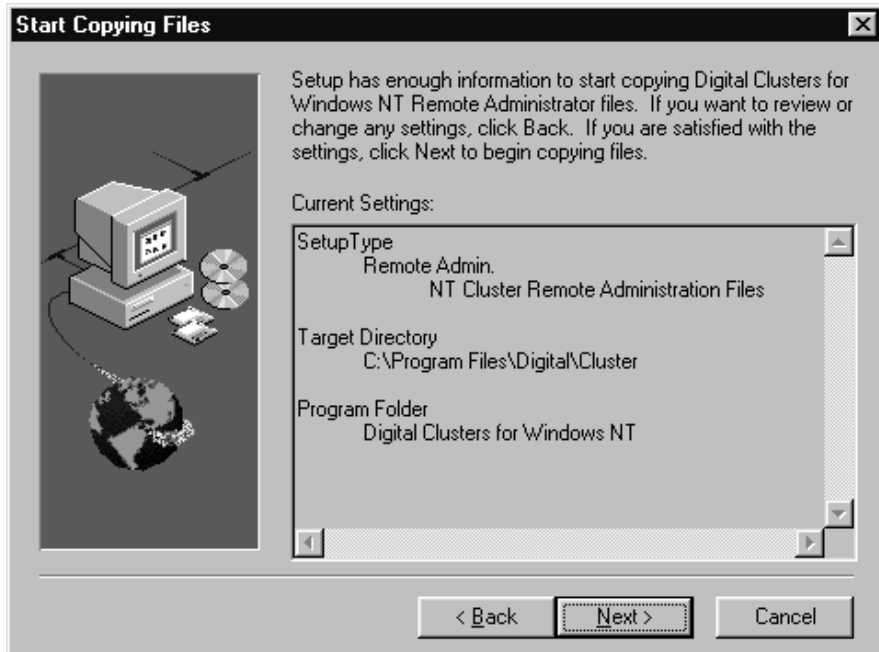 Start Copying Files
Setup has enough information to start copying Digital Clusters for
Windows NT Remote Administrator files. If you want to review or
change any settings, click Back. If you are satisfied with the
settings, click Next to begin copying files.
Current Settings:
SetupType
Remote Admin.
NT Cluster Remote Administration Files
Target Directory
C:\Program Files\Digital\Cluster
Program Folder
Digital Clusters for Windows NT
< Back
Next >
Cancel